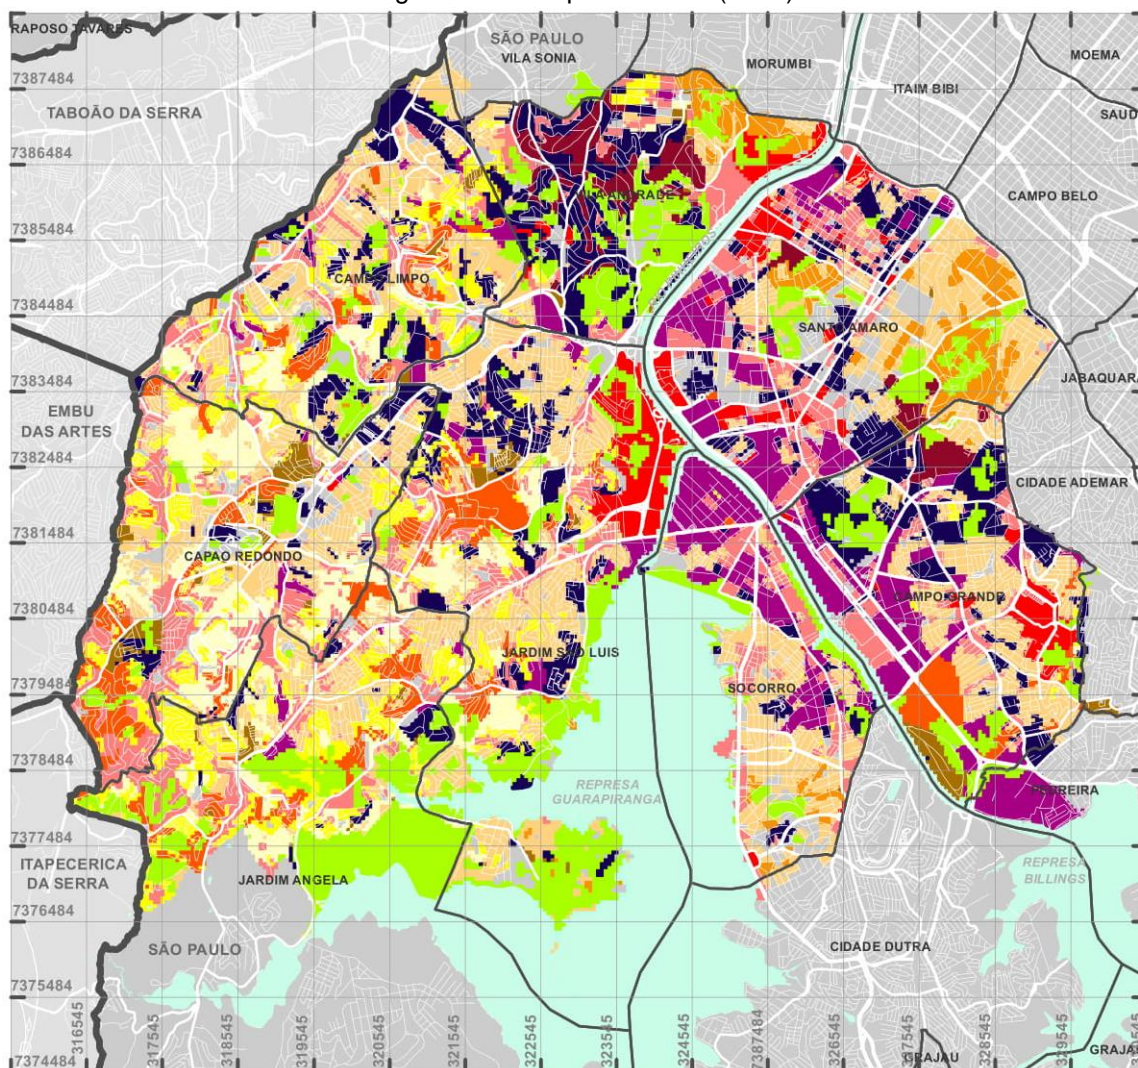 RAPOSO TAVARES
SÃO PAULO
VILA SONIA
MORUMBI
MOEMA
7387484
ITAIM BIBI
TABOÃO DA SERRA
SAUD
7386484
VILA ANDRADE
CAMPO BELO
7385484
CAMPO LIMPO
7384484
SANTO AMARO
JABAQUARA
7383484
EMBU
DAS ARTES
7382484
CIDADE ADEMAR
7381484
CAPAO REDONDO
CAMPO GRANDE
7380484
JARDIM SÃO LUIS
SOCORRO
7379484
7378484
REPRESA
GUARAPIRANGA
PEDREIRA
7377484
ITAPECERICA
DA SERRA
REPRESA
BILLINGS
JARDIM ANGELA
7376484
SÃO PAULO
CIDADE DUTRA
7375484
316545
317545
318545
319545
320545
321545
322545
323545
324545
7387484
326545
327545
328545
329545
7374484
GRAJAU
GRAJA